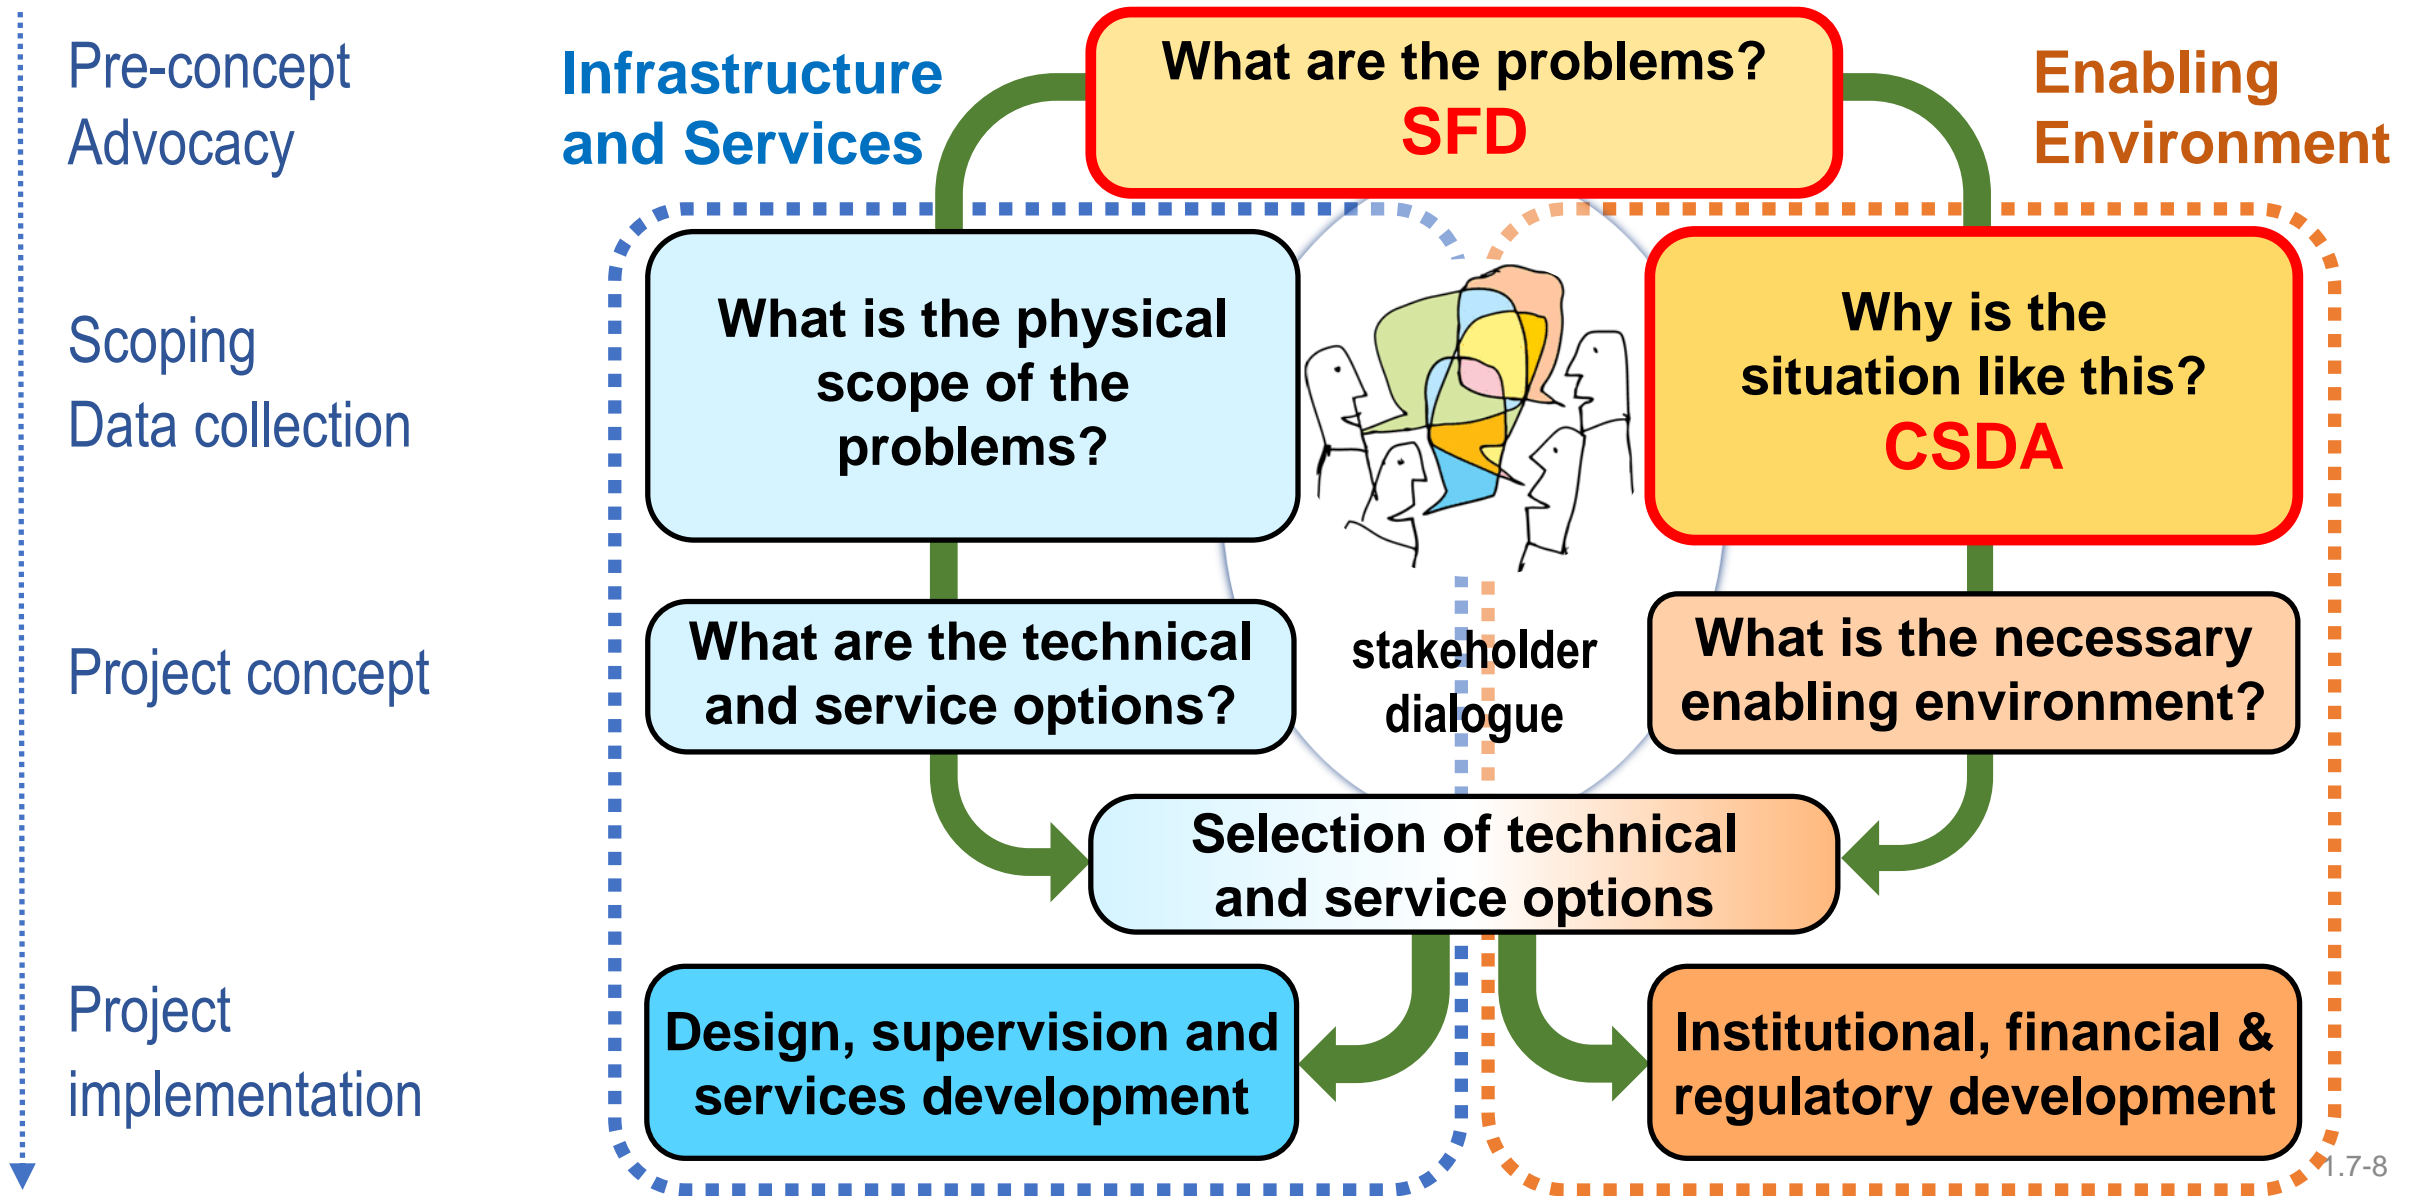 Pre-concept
Advocacy
Infrastructure
and Services
What are the problems?
SFD
Enabling
Environment
Scoping
Data collection
What is the physical
scope of the
problems?
Why is the
situation like this?
CSDA
Project concept
What are the technical
and service options?
stakeholder
dialogue
What is the necessary
enabling environment?
Selection of technical
and service options
Project
implementation
Design, supervision and
services development
Institutional, financial &
regulatory development
1.7-8